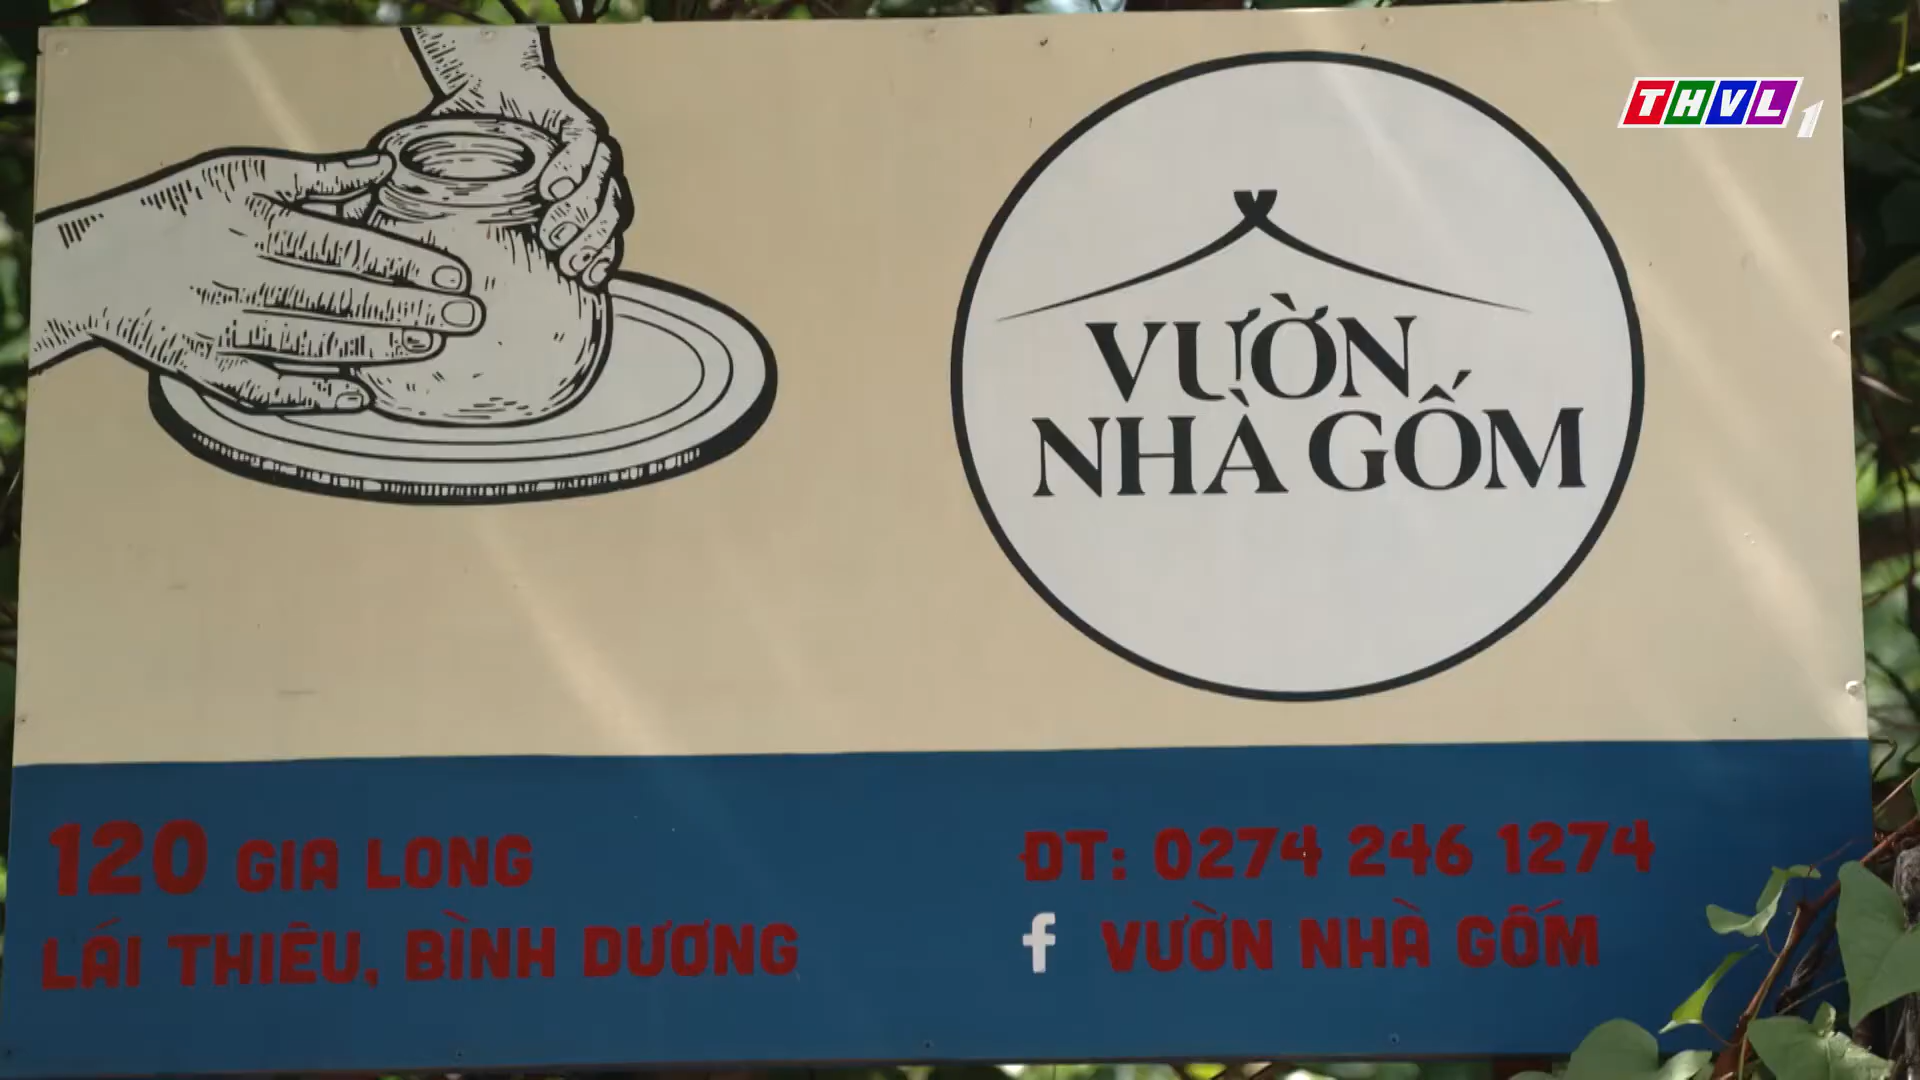 THVL1
VƯỜN
NHÀ GỐM
120 GIA LONG
LÁI THIÊU, BÌNH DƯƠNG
ĐT: 0274 246 1274
f VƯỜN NHÀ GỐM